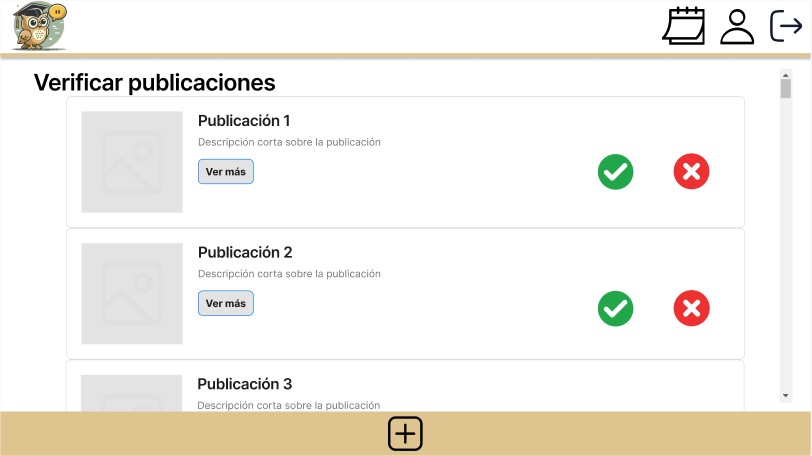 Verificar publicaciones
Publicación 1
Descripción corta sobre la publicación
Ver más
Publicación 2
Descripción corta sobre la publicación
Ver más
Publicación 3
Descripción corta sobre la publicación